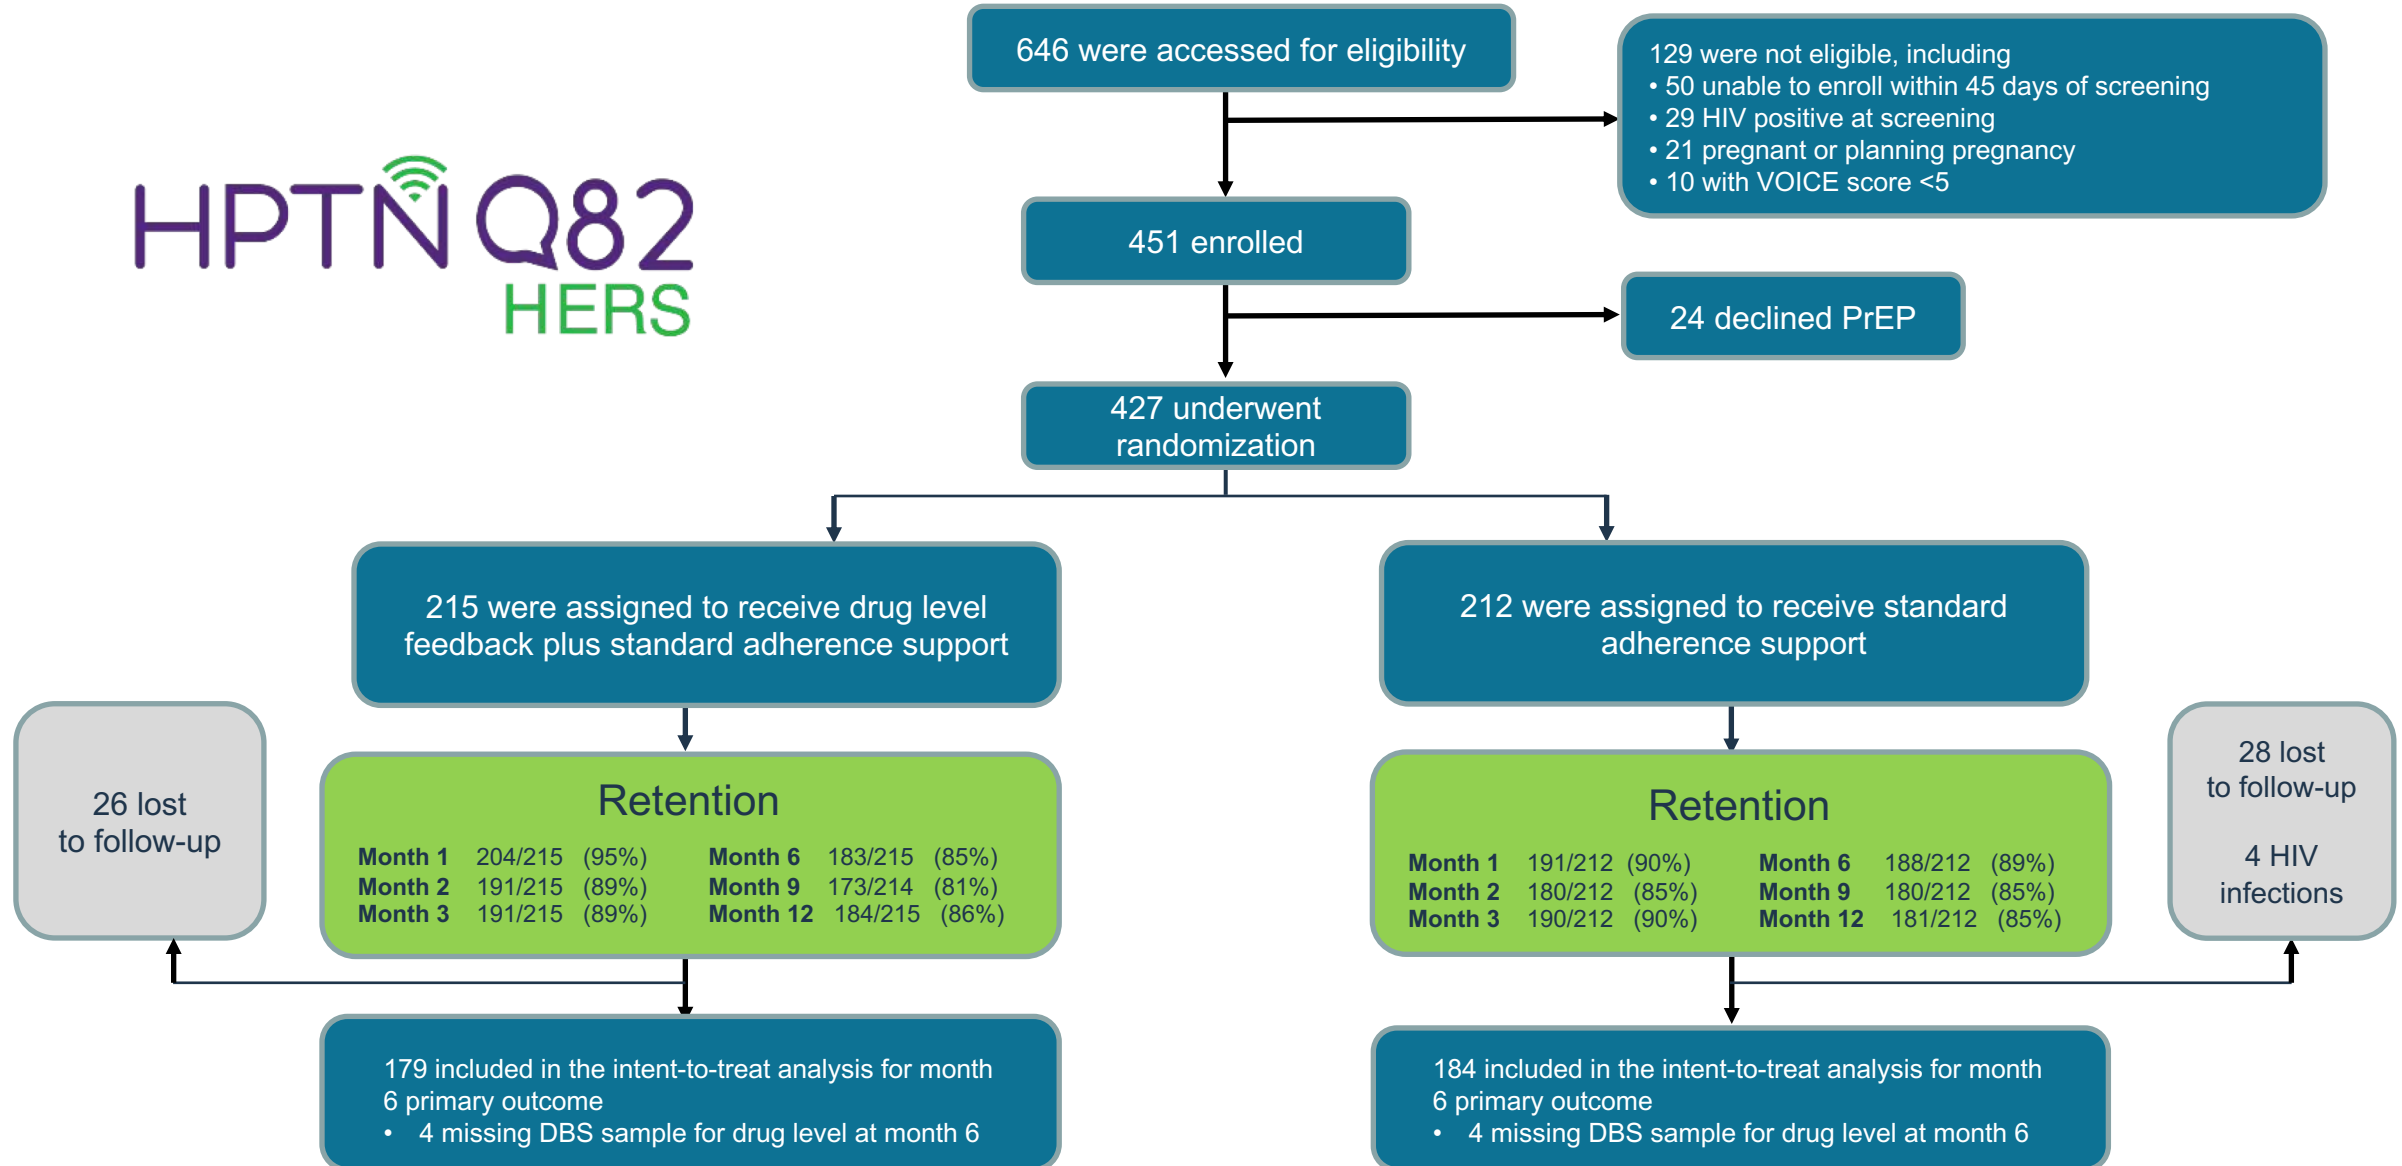 646 were accessed for eligibility
129 were not eligible, including
• 50 unable to enroll within 45 days of screening
• 29 HIV positive at screening
• 21 pregnant or planning pregnancy
• 10 with VOICE score <5
HPTN Q82
HERS
451 enrolled
24 declined PrEP
427 underwent
randomization
215 were assigned to receive drug level
feedback plus standard adherence support
212 were assigned to receive standard
adherence support
26 lost
to follow-up
Retention
Month 1 204/215 (95%) Month 6 183/215 (85%)
Month 2 191/215 (89%) Month 9 173/214 (81%)
Month 3 191/215 (89%) Month 12 184/215 (86%)
Retention
Month 1 191/212 (90%) Month 6 188/212 (89%)
Month 2 180/212 (85%) Month 9 180/212 (85%)
Month 3 190/212 (90%) Month 12 181/212 (85%)
28 lost
to follow-up
4 HIV
infections
179 included in the intent-to-treat analysis for month
6 primary outcome
• 4 missing DBS sample for drug level at month 6
184 included in the intent-to-treat analysis for month
6 primary outcome
• 4 missing DBS sample for drug level at month 6